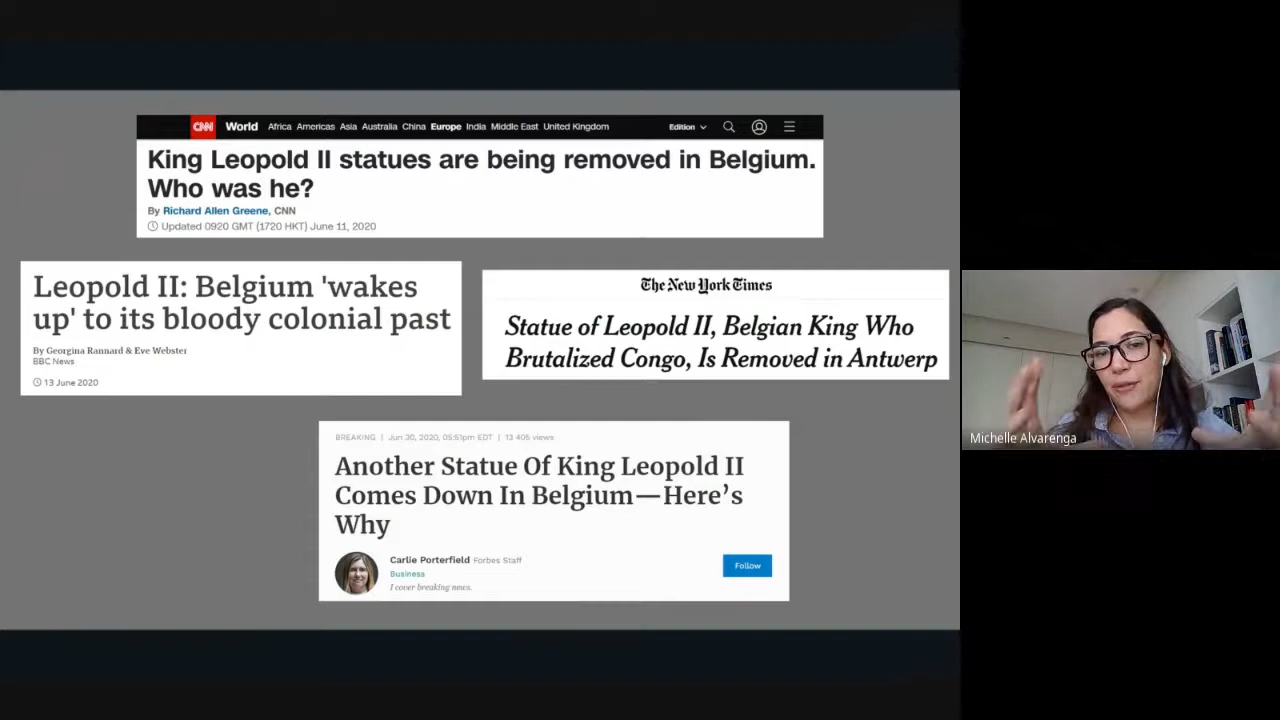 CNN World Africa Americas Asia Australia China Europe India Middle East United Kingdom Edition
King Leopold II statues are being removed in Belgium.
Who was he?
By Richard Allen Greene, CNN
Updated 0920 GMT (1720 HKT) June 11, 2020
Leopold II: Belgium 'wakes
up' to its bloody colonial past
By Georgina Rannard & Eve Webster
BBC News
13 June 2020
The New York Times
Statue of Leopold II, Belgian King Who
Brutalized Congo, Is Removed in Antwerp
BREAKING | Jun 30, 2020, 05:51pm EDT | 13 405 views
Another Statue Of King Leopold II
Comes Down In Belgium—Here's
Why
Carlie Porterfield Forbes Staff
Business
I cover breaking news.
Follow
Michelle Alvarenga